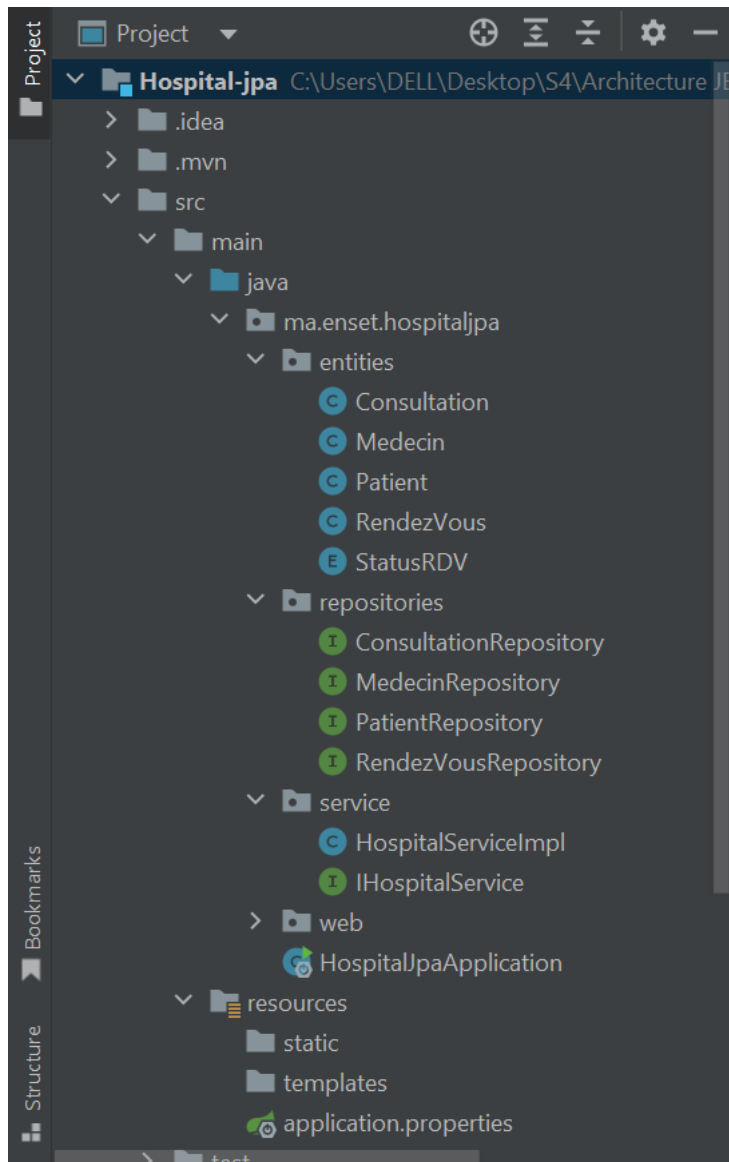 Project
Project
Hospital-jpa C:\Users\DELL\Desktop\S4\Architecture JE
.idea
.mvn
src
main
java
ma.enset.hospitaljpa
entities
Consultation
Medecin
Patient
RendezVous
StatusRDV
repositories
ConsultationRepository
MedecinRepository
PatientRepository
RendezVousRepository
service
HospitalServiceImpl
IHospitalService
web
HospitalJpaApplication
resources
static
templates
application.properties
test
Bookmarks
Structure